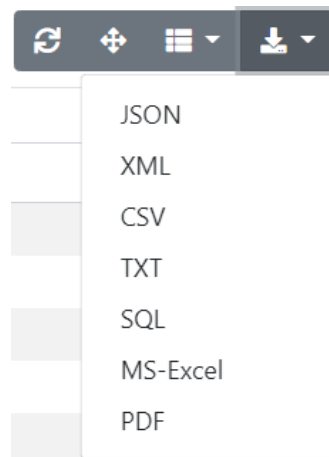 JSON
XML
CSV
TXT
SQL
MS-Excel
PDF